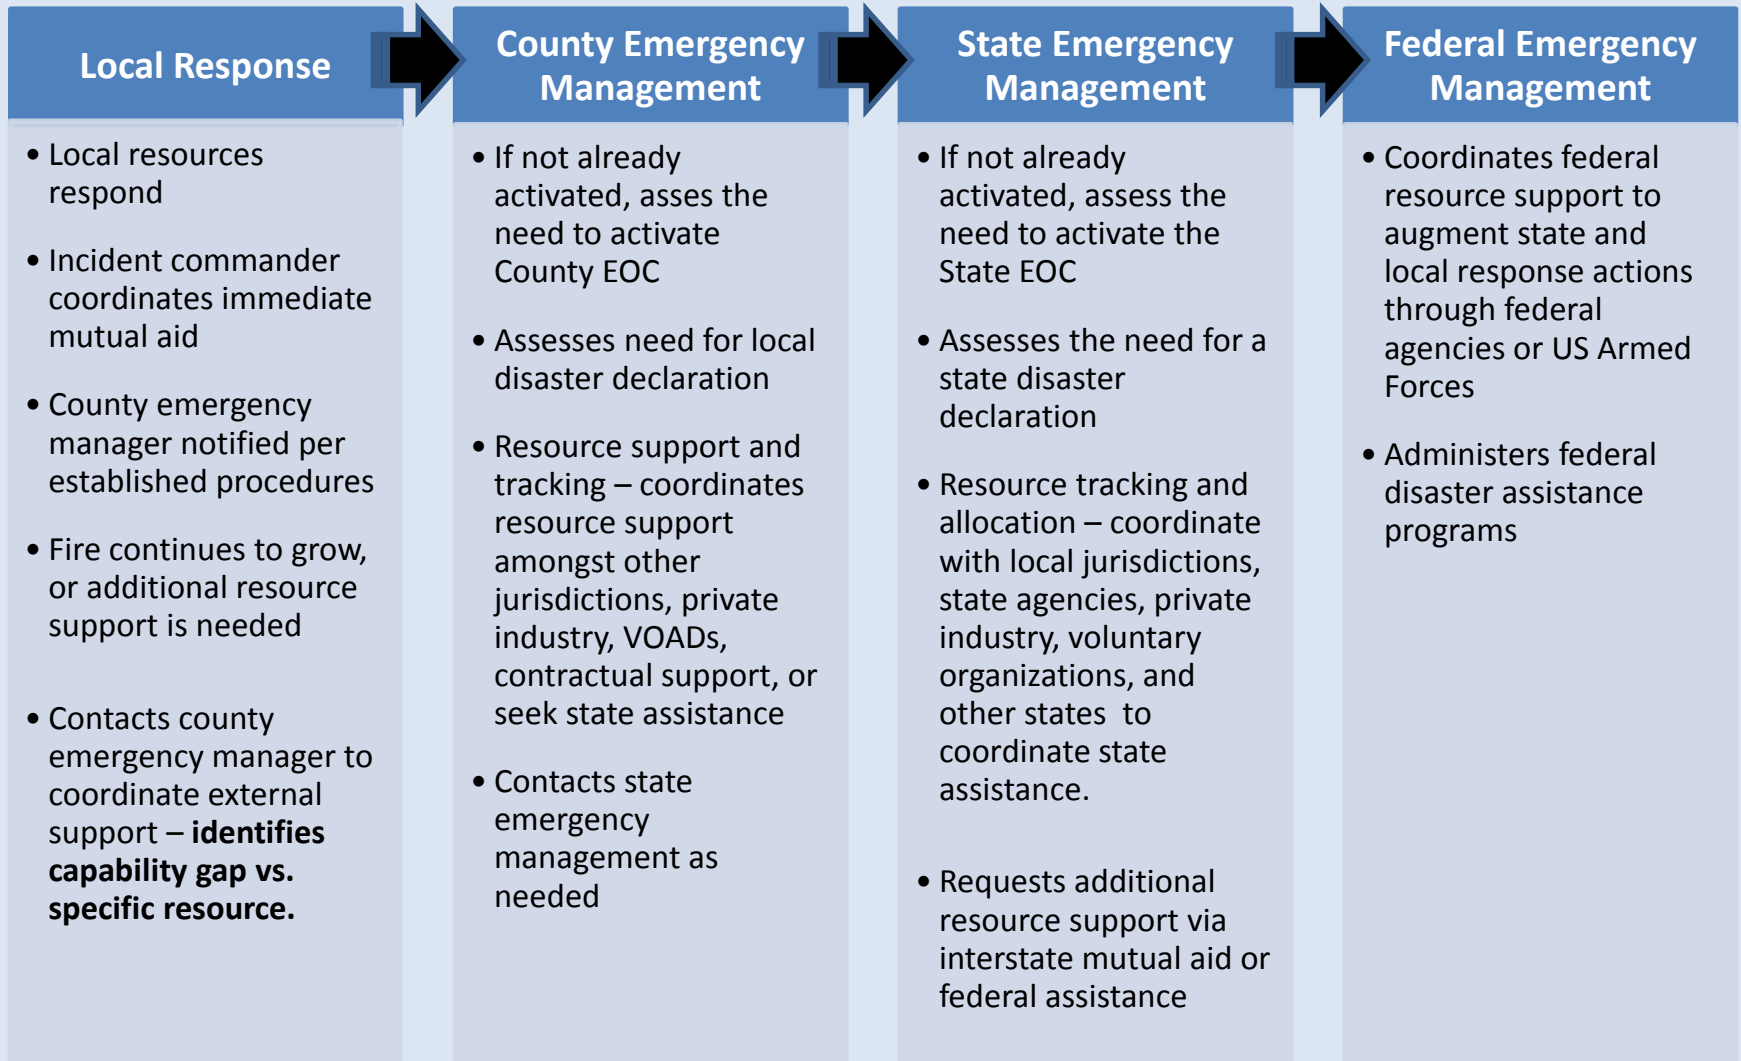 Local Response
• Local resources
respond
• Incident commander
coordinates immediate
mutual aid
• County emergency
manager notified per
established procedures
• Fire continues to grow,
or additional resource
support is needed
• Contacts county
emergency manager to
coordinate external
support – identifies
capability gap vs.
specific resource.
County Emergency
Management
• If not already
activated, asses the
need to activate
County EOC
• Assesses need for local
disaster declaration
• Resource support and
tracking – coordinates
resource support
amongst other
jurisdictions, private
industry, VOADs,
contractual support, or
seek state assistance
• Contacts state
emergency
management as
needed
State Emergency
Management
• If not already
activated, assess the
need to activate the
State EOC
• Assesses the need for a
state disaster
declaration
• Resource tracking and
allocation – coordinate
with local jurisdictions,
state agencies, private
industry, voluntary
organizations, and
other states  to
coordinate state
assistance.
• Requests additional
resource support via
interstate mutual aid or
federal assistance
Federal Emergency
Management
• Coordinates federal
resource support to
augment state and
local response actions
through federal
agencies or US Armed
Forces
• Administers federal
disaster assistance
programs